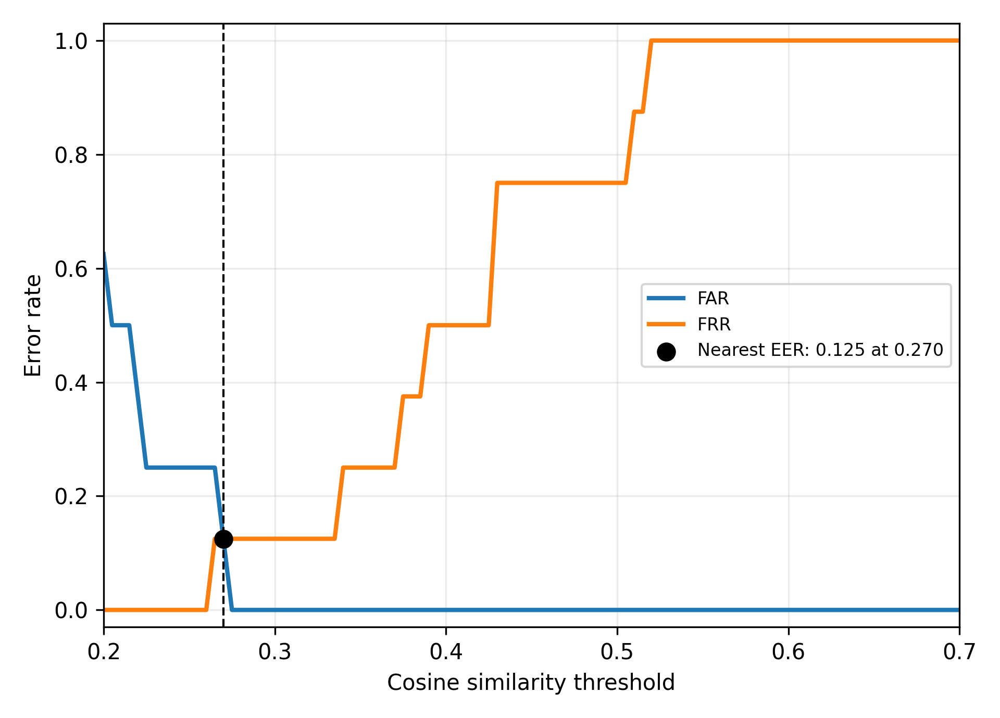 1.0
0.8
0.6
0.4
0.2
0.0
Error rate
FAR
FRR
Nearest EER: 0.125 at 0.270
0.2 0.3 0.4 0.5 0.6 0.7
Cosine similarity threshold